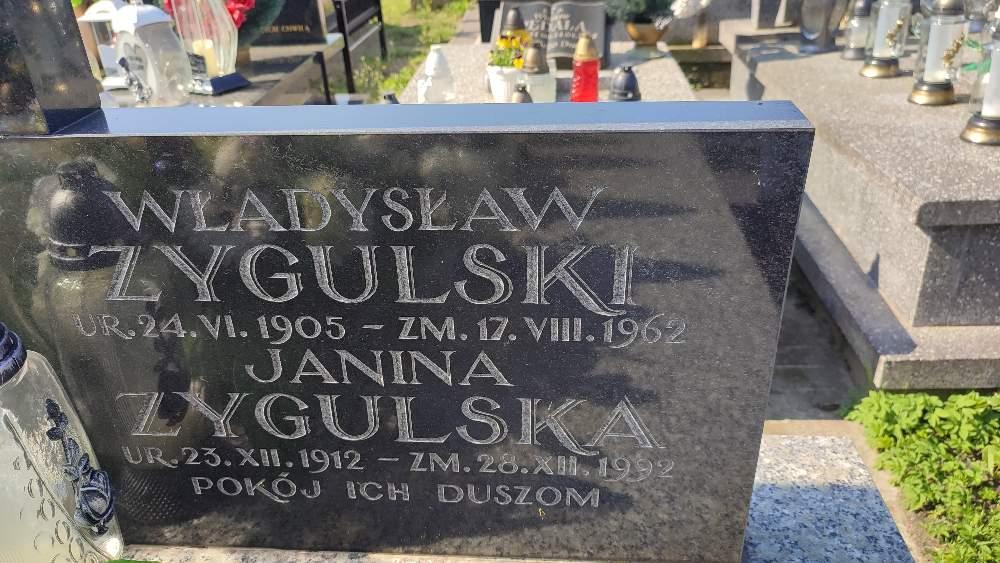 WŁADYSŁAW
ZYGULSKI
UR. 24. VI. 1905 – ZM. 17. VIII. 1962
JANINA
ZYGULSKA
UR. 23. XII. 1912 – ZM. 28. XII. 1992
POKÓJ ICH DUSZOM